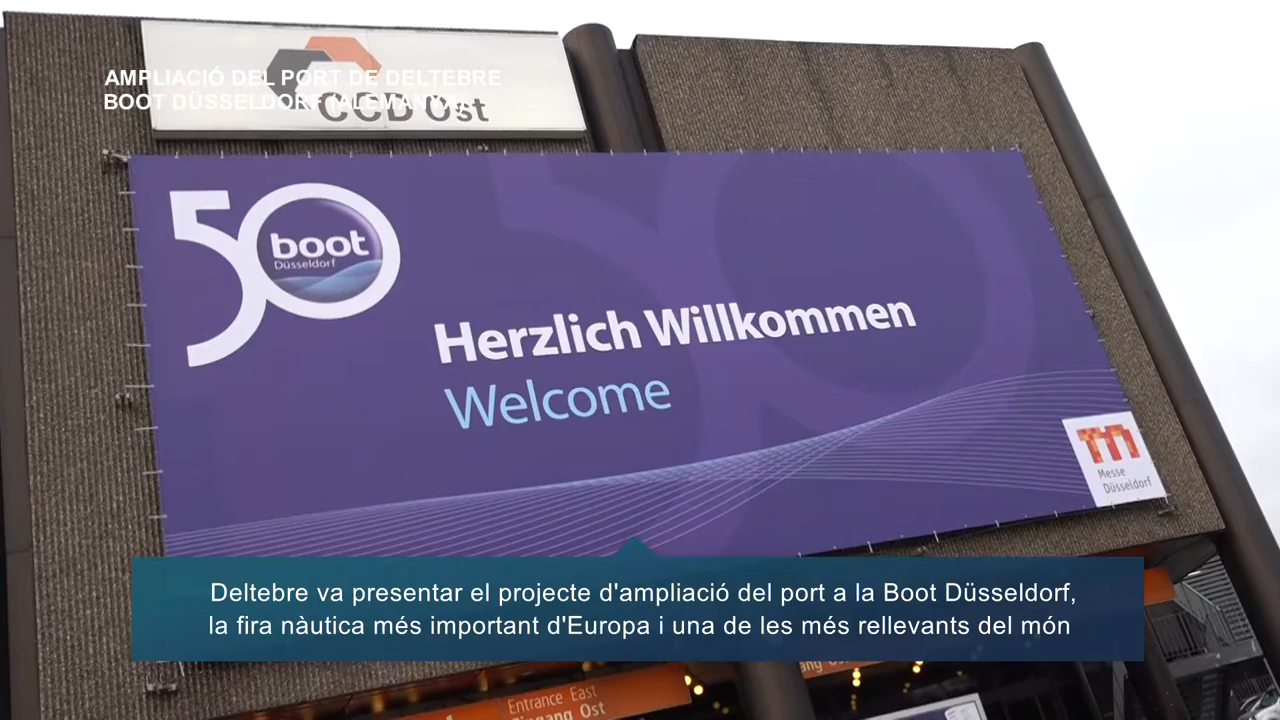 AMPLIACIÓ DEL PORT DE DELTEBRE
BOOT DÜSSELDORF (ALEMANYA)
CCD Ost
50
boot
Düsseldorf
Herzlich Willkommen
Welcome
Messe
Düsseldorf
Deltebre va presentar el projecte d'ampliació del port a la Boot Düsseldorf,
la fira nàutica més important d'Europa i una de les més rellevants del món
Entrance East
Eingang Ost
Ost